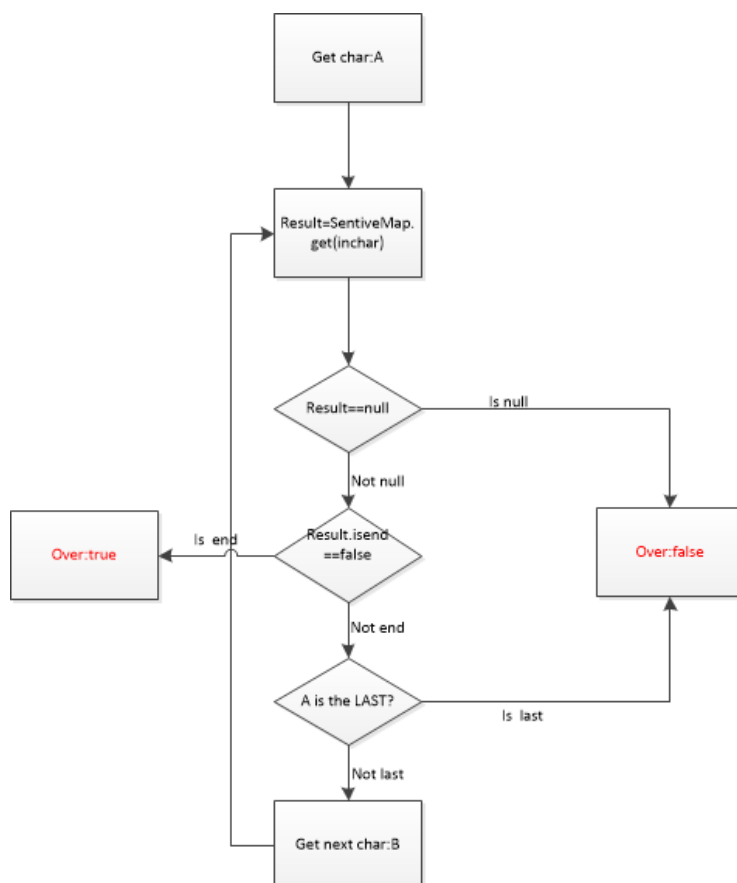 Get char:A
Result=SentiveMap.
get(inchar)
Result==null
Is null
Not null
Over:true
Is end
Result.isend
==false
Over:false
Not end
A is the LAST?
Is last
Not last
Get next char:B